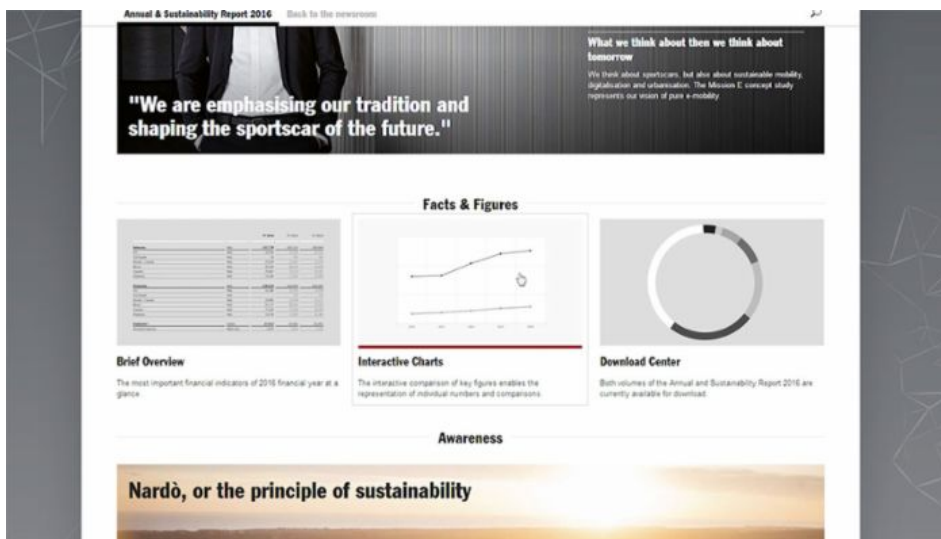 Annual & Sustainability Report 2016 Back to the newsroom
What we think about then we think about
tomorrow
We think about sportscars, but also about sustainable mobility,
digitalisation and urbanisation. The Mission E concept study
represents our vision of pure e-mobility.
"We are emphasising our tradition and
shaping the sportscar of the future."
Facts & Figures
Brief Overview
The most important financial indicators of 2016 financial year at a
glance.
Interactive Charts
The interactive comparison of key figures enables the
representation of individual numbers and comparisons.
Download Center
Both volumes of the Annual and Sustainability Report 2016 are
currently available for download.
Awareness
Nardò, or the principle of sustainability